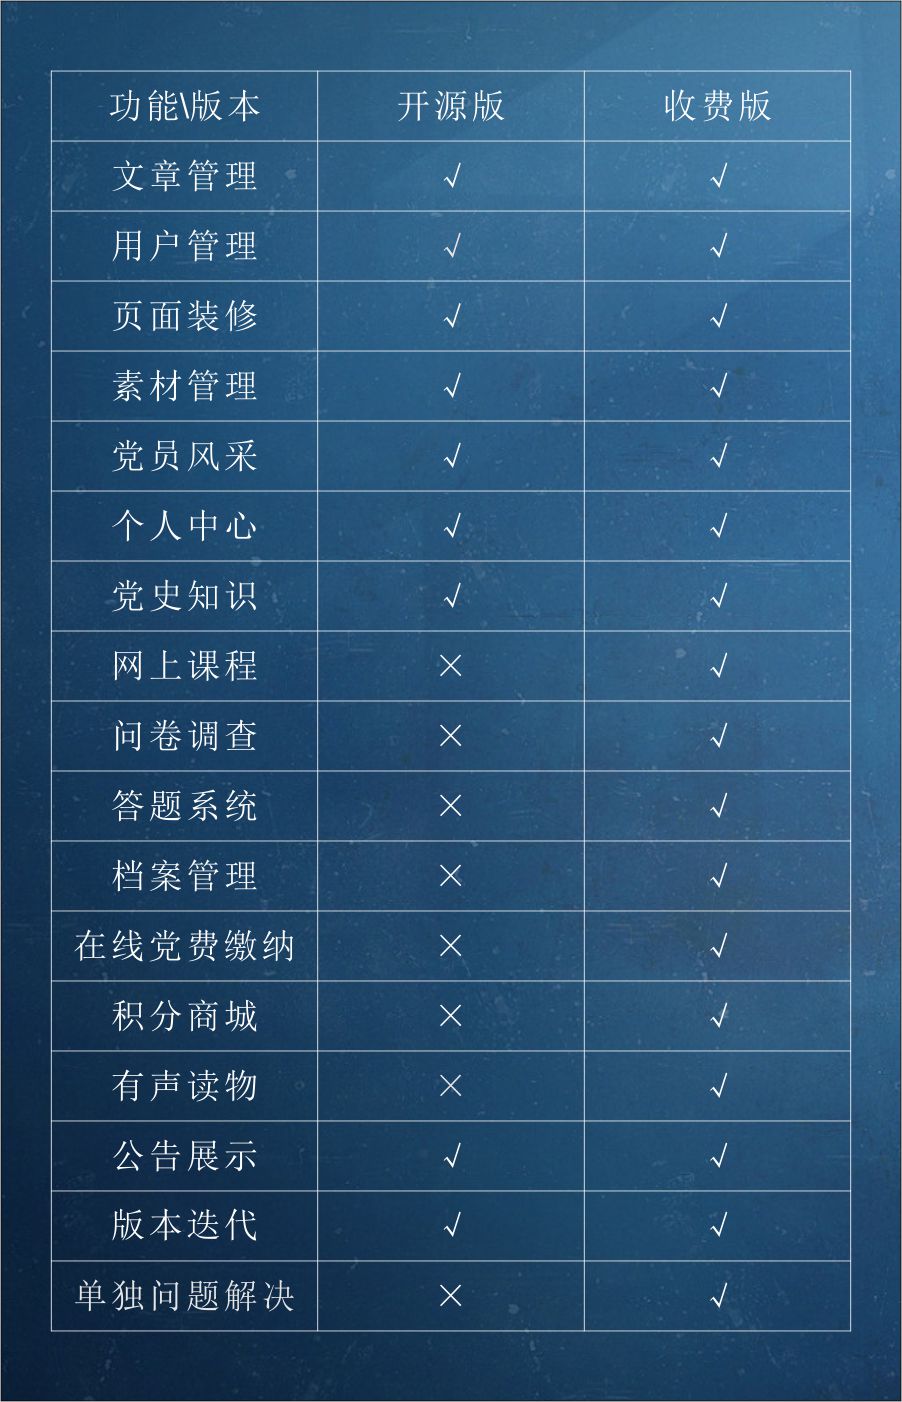 功能\版本 开源版 收费版
文章管理 √ √
用户管理 √ √
页面装修 √ √
素材管理 √ √
党员风采 √ √
个人中心 √ √
党史知识 √ √
网上课程 × √
问卷调查 × √
答题系统 × √
档案管理 × √
在线党费缴纳 × √
积分商城 × √
有声读物 × √
公告展示 √ √
版本迭代 √ √
单独问题解决 × √